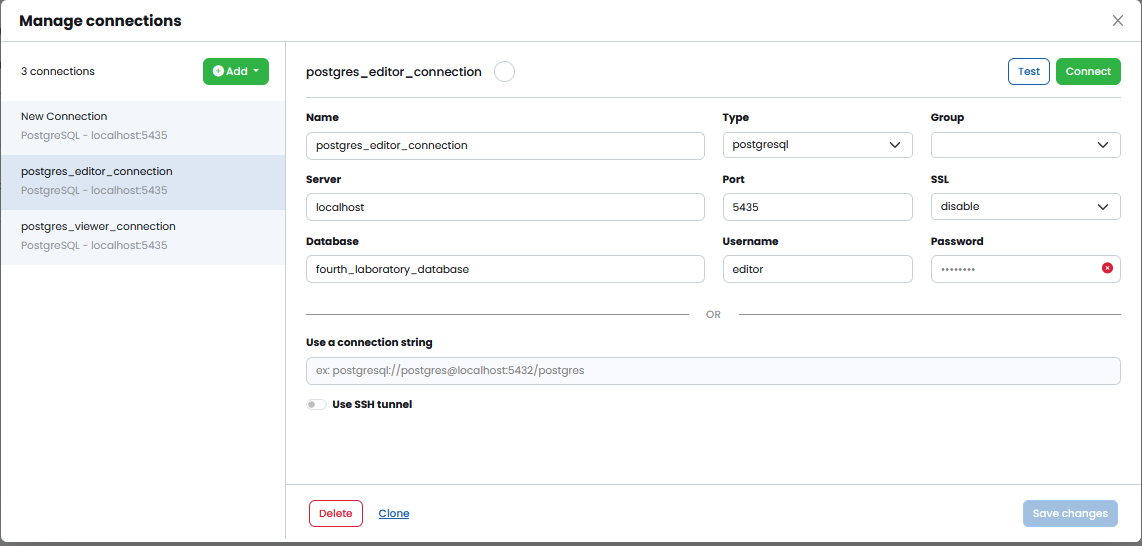 Manage connections
3 connections
Add
New Connection
PostgreSQL - localhost:5435
postgres_editor_connection
PostgreSQL - localhost:5435
postgres_viewer_connection
PostgreSQL - localhost:5435
postgres_editor_connection
Test
Connect
Name
Type
Group
postgres_editor_connection
postgresql
Server
Port
SSL
localhost
5435
disable
Database
Username
Password
fourth_laboratory_database
editor
••••••••
OR
Use a connection string
ex: postgresql://postgres@localhost:5432/postgres
Use SSH tunnel
Delete
Clone
Save changes